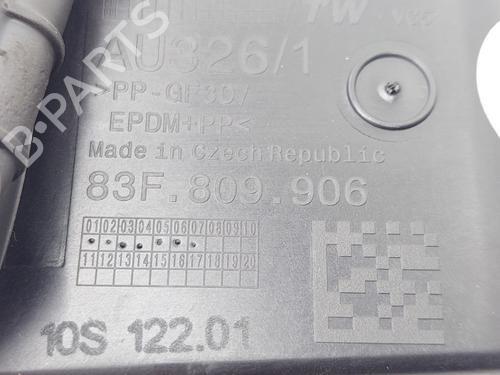 TW
AU326/1
>PP-GF30/
EPDM+PP<
Made in Czech Republic
83F.809.906
01 02 03 04 05 06 07 08 09 10
11 12 13 14 15 16 17 18 19 20
10S 122.01
B-Parts